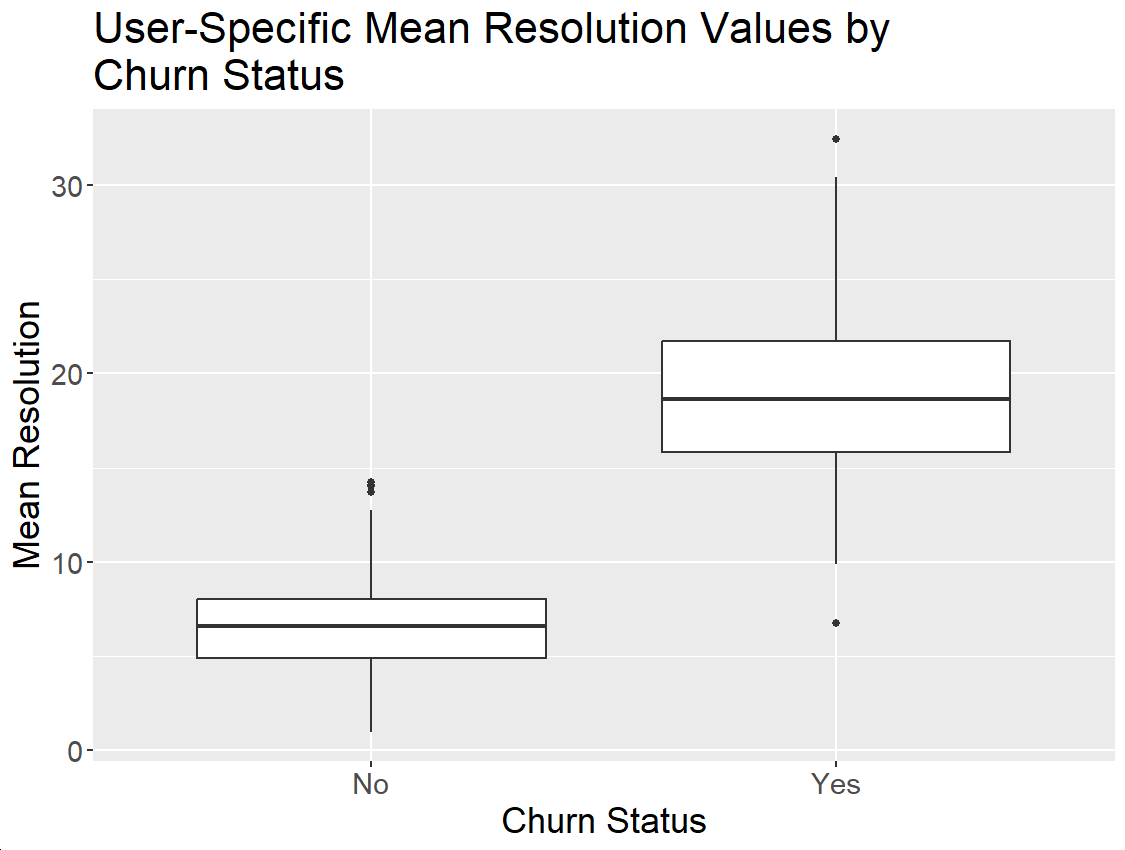 User-Specific Mean Resolution Values by
Churn Status
Mean Resolution
30
20
10
0
No
Yes
Churn Status